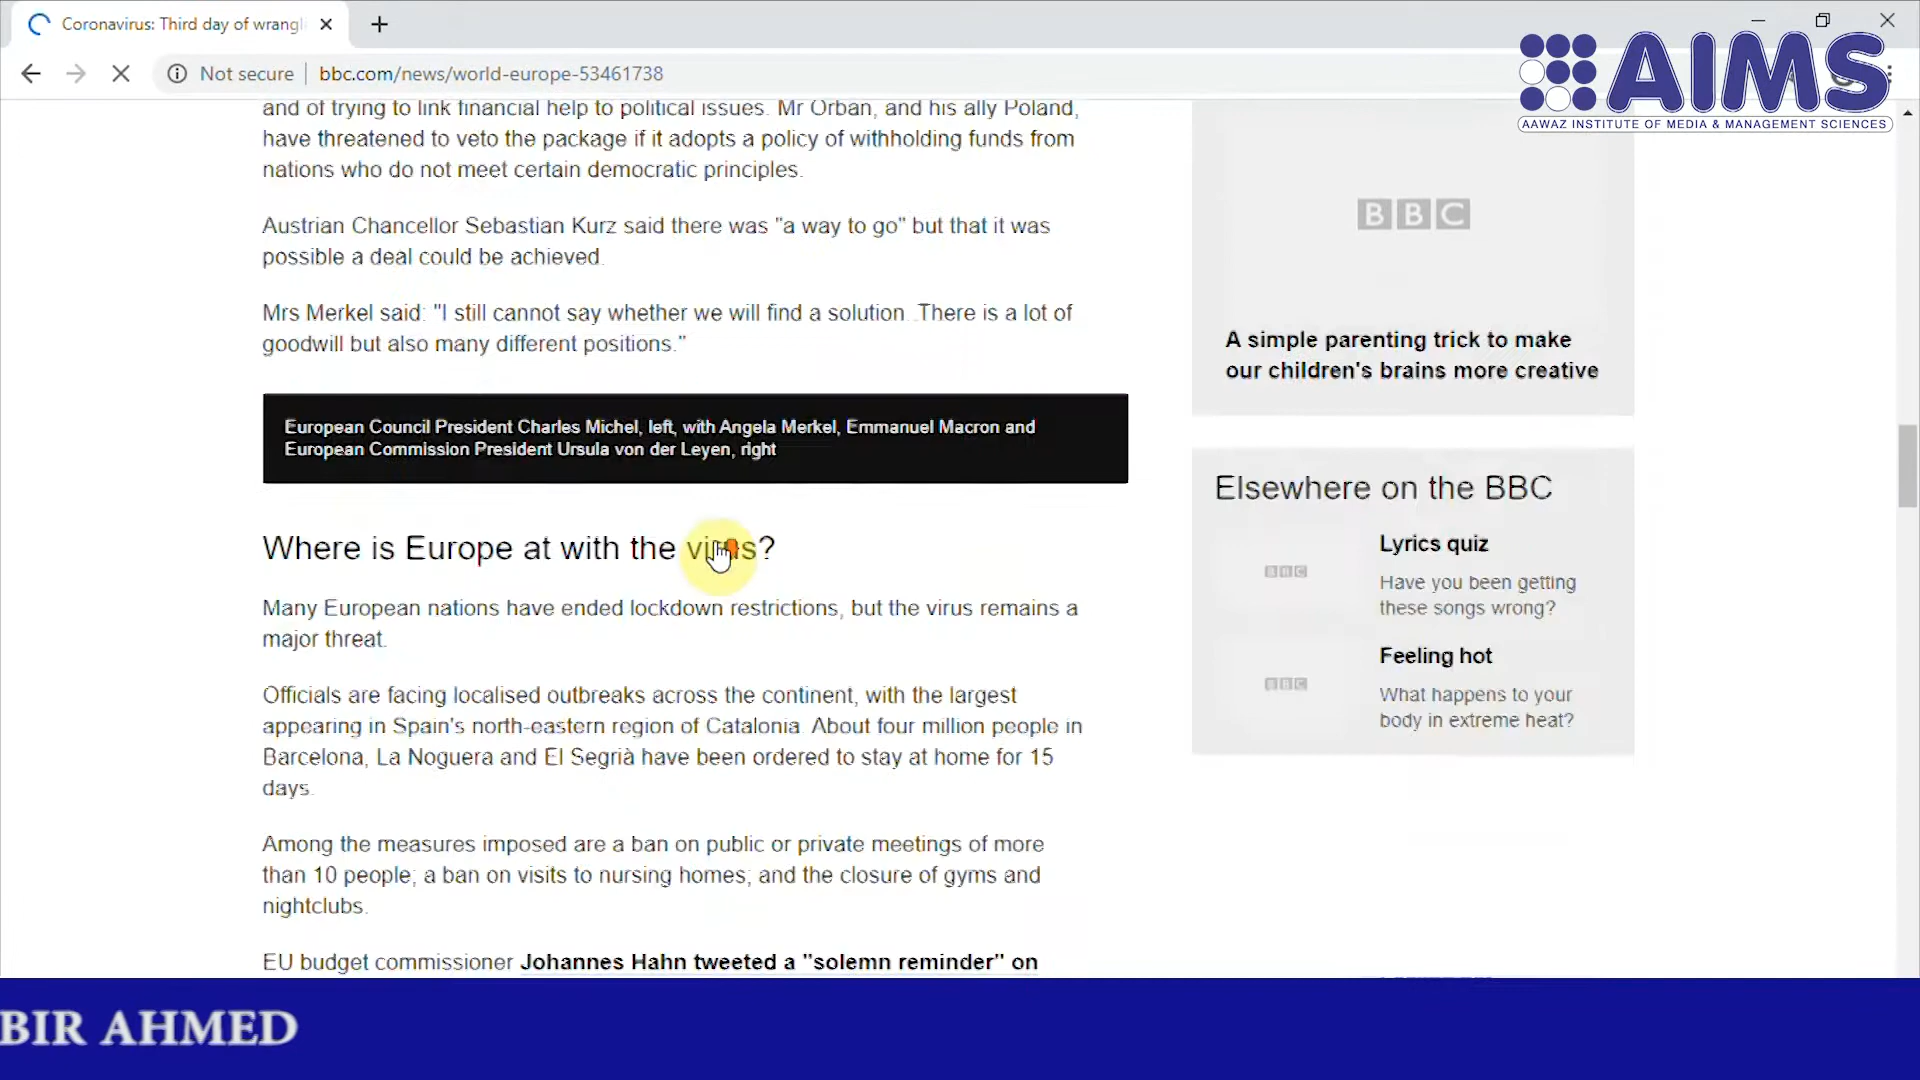 Coronavirus: Third day of wrangl
Not secure
bbc.com/news/world-europe-53461738
AIMS
AAWAZ INSTITUTE OF MEDIA & MANAGEMENT SCIENCES
and of trying to link financial help to political issues. Mr Orban, and his ally Poland,
have threatened to veto the package if it adopts a policy of withholding funds from
nations who do not meet certain democratic principles.
Austrian Chancellor Sebastian Kurz said there was "a way to go" but that it was
possible a deal could be achieved.
Mrs Merkel said: "I still cannot say whether we will find a solution. There is a lot of
goodwill but also many different positions."
European Council President Charles Michel, left, with Angela Merkel, Emmanuel Macron and
European Commission President Ursula von der Leyen, right
Where is Europe at with the virus?
Many European nations have ended lockdown restrictions, but the virus remains a
major threat.
Officials are facing localised outbreaks across the continent, with the largest
appearing in Spain's north-eastern region of Catalonia. About four million people in
Barcelona, La Noguera and El Segrià have been ordered to stay at home for 15
days.
Among the measures imposed are a ban on public or private meetings of more
than 10 people; a ban on visits to nursing homes; and the closure of gyms and
nightclubs.
EU budget commissioner Johannes Hahn tweeted a "solemn reminder" on
BBC
A simple parenting trick to make
our children's brains more creative
Elsewhere on the BBC
BBC
Lyrics quiz
Have you been getting
these songs wrong?
BBC
Feeling hot
What happens to your
body in extreme heat?
BIR AHMED